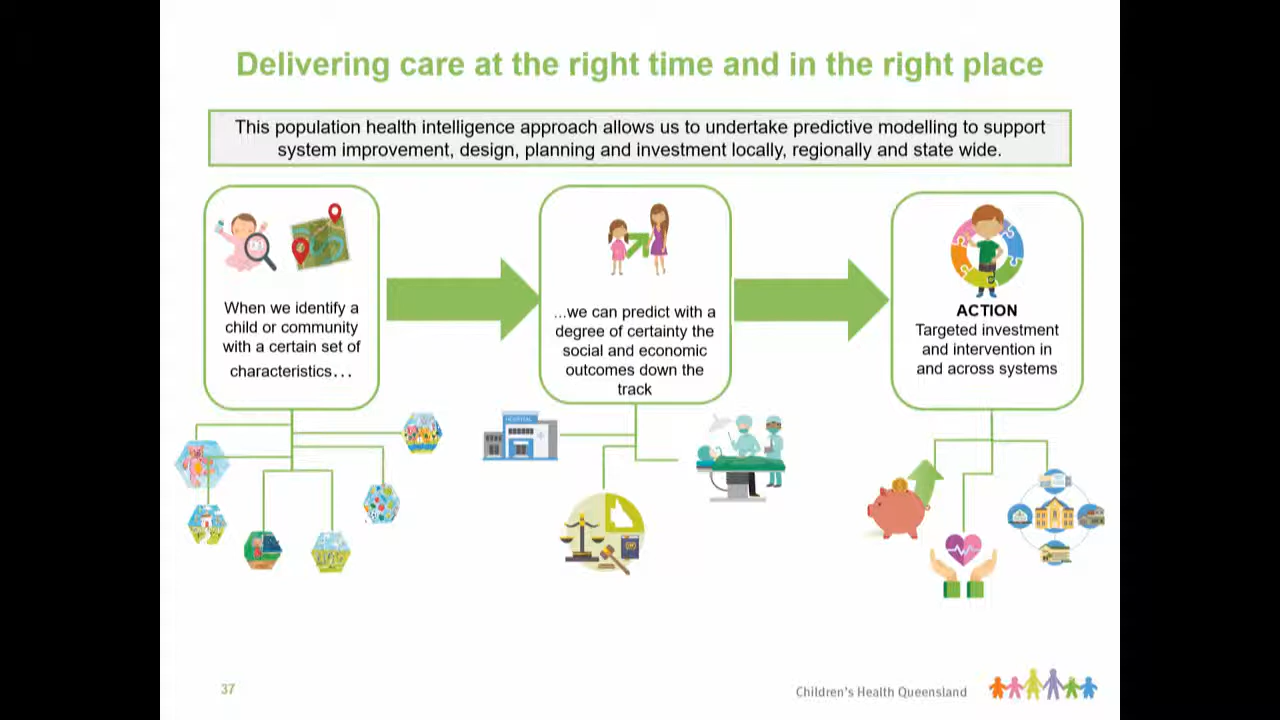 Delivering care at the right time and in the right place
This population health intelligence approach allows us to undertake predictive modelling to support
system improvement, design, planning and investment locally, regionally and state wide.
When we identify a
child or community
with a certain set of
characteristics…
...we can predict with a
degree of certainty the
social and economic
outcomes down the
track
ACTION
Targeted investment
and intervention in
and across systems
HOSPITAL
37
Children's Health Queensland